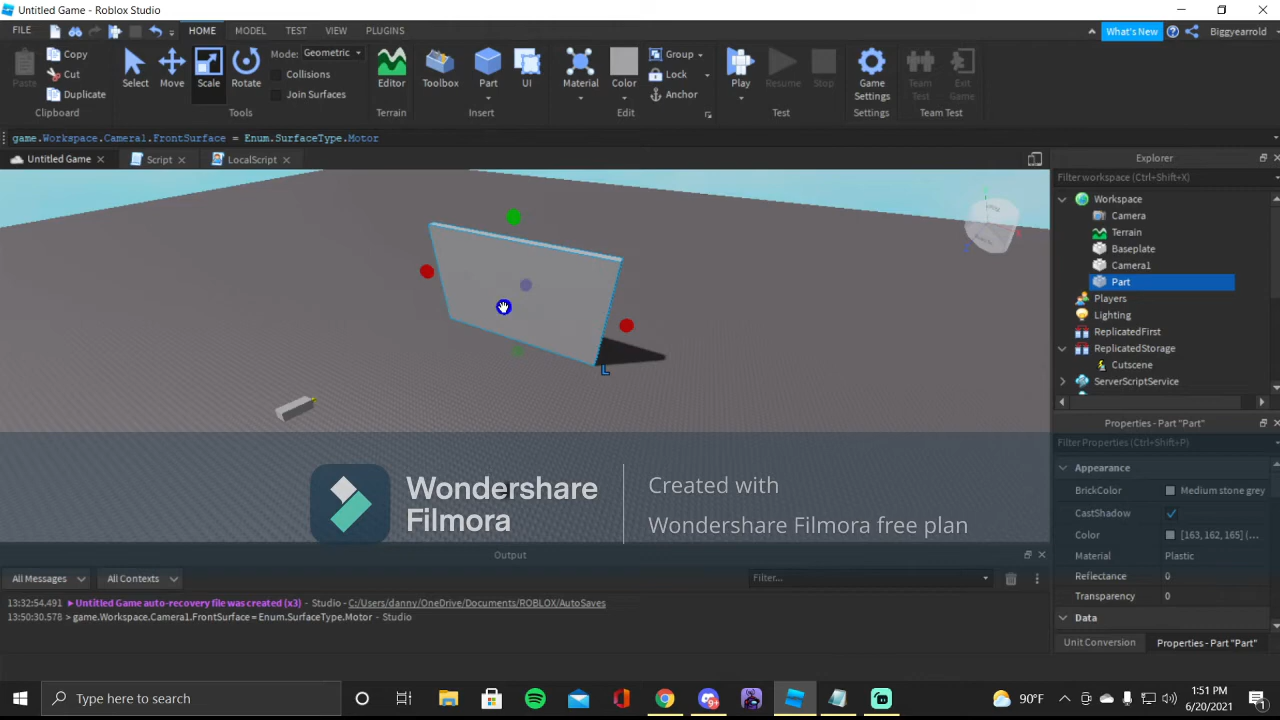 Untitled Game - Roblox Studio
FILE HOME MODEL TEST VIEW PLUGINS What's New Biggyearrold
Paste Copy Cut Duplicate Clipboard
Select Move Scale Rotate Mode: Geometric Collisions Join Surfaces Tools
Editor Terrain
Toolbox Part UI Insert
Material Color Group Lock Anchor Edit
Play Resume Stop Test
Game Settings Settings
Team Test Exit Game Team Test
game.Workspace.Camera1.FrontSurface = Enum.SurfaceType.Motor
Untitled Game Script LocalScript
Explorer
Filter workspace (Ctrl+Shift+X)
Workspace
Camera
Terrain
Baseplate
Camera1
Part
Players
Lighting
ReplicatedFirst
ReplicatedStorage
Cutscene
ServerScriptService
Properties - Part "Part"
Filter Properties (Ctrl+Shift+P)
Appearance
BrickColor Medium stone grey
CastShadow
Color [163, 162, 165] (...
Material Plastic
Reflectance 0
Transparency 0
Data
Unit Conversion Properties - Part "Part"
L
Wondershare
Filmora
Created with
Wondershare Filmora free plan
Output
All Messages All Contexts Filter...
13:32:54.491 Untitled Game auto-recovery file was created (x3) - Studio - C:/Users/danny/OneDrive/Documents/ROBLOX/AutoSaves
13:50:30.578 > game.Workspace.Camera1.FrontSurface = Enum.SurfaceType.Motor - Studio
Type here to search
9+
90°F
1:51 PM
6/20/2021
1